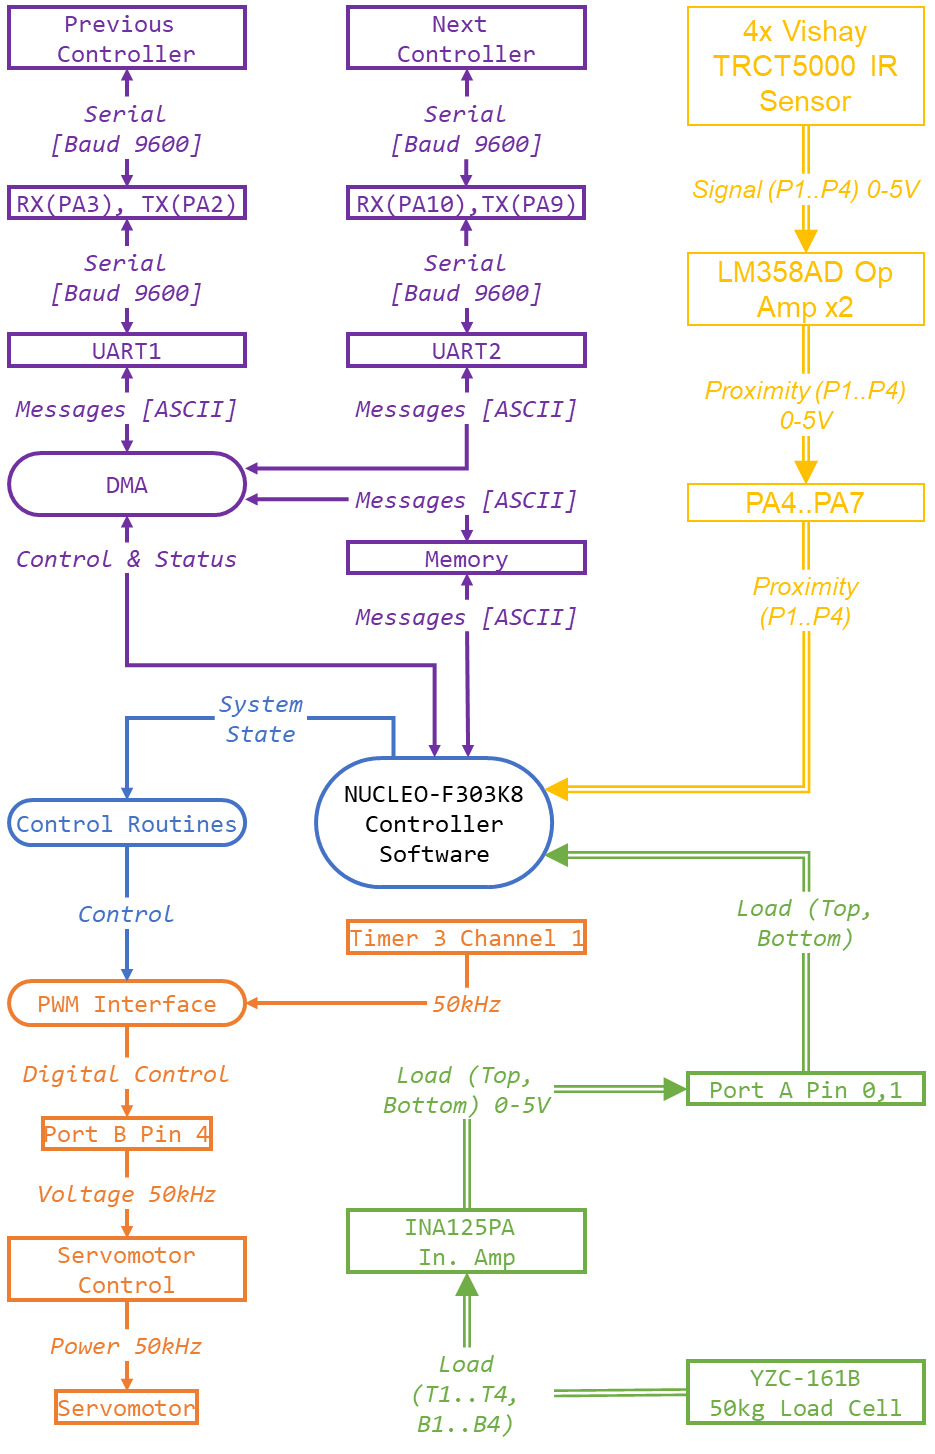 Previous
Controller
Serial
[Baud 9600]
RX(PA3), TX(PA2)
Serial
[Baud 9600]
UART1
Messages [ASCII]
DMA
Control & Status
Next
Controller
Serial
[Baud 9600]
RX(PA10),TX(PA9)
Serial
[Baud 9600]
UART2
Messages [ASCII]
Messages [ASCII]
Memory
Messages [ASCII]
4x Vishay
TRCT5000 IR
Sensor
Signal (P1..P4) 0-5V
LM358AD Op
Amp x2
Proximity (P1..P4)
0-5V
PA4..PA7
Proximity
(P1..P4)
System
State
NUCLEO-F303K8
Controller
Software
Control Routines
Control
Timer 3 Channel 1
50kHz
PWM Interface
Digital Control
Port B Pin 4
Voltage 50kHz
Servomotor
Control
Power 50kHz
Servomotor
Load (Top,
Bottom)
Port A Pin 0,1
Load (Top,
Bottom) 0-5V
INA125PA
In. Amp
Load
(T1..T4,
B1..B4)
YZC-161B
50kg Load Cell